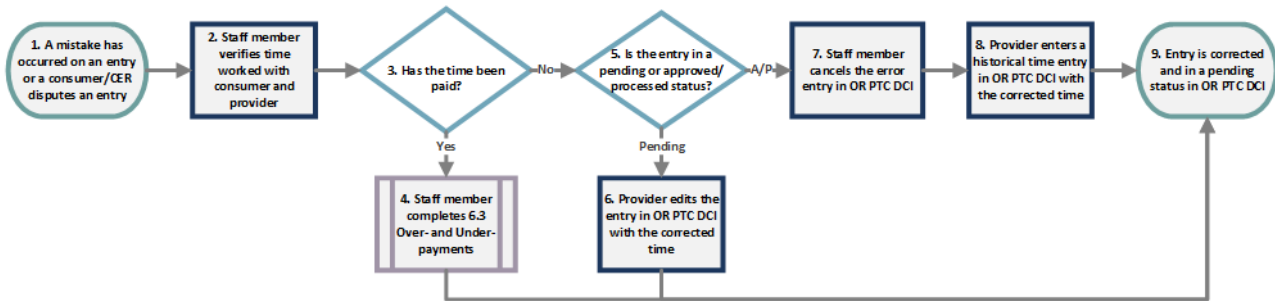 1. A mistake has
occurred on an entry
or a consumer/CER
disputes an entry
2. Staff member
verifies time
worked with
consumer and
provider
3. Has the time been
paid?
No
5. Is the entry in a
pending or approved/
processed status?
A/P
7. Staff member
cancels the error
entry in OR PTC DCI
8. Provider enters a
historical time entry
in OR PTC DCI with
the corrected time
9. Entry is corrected
and in a pending
status in OR PTC DCI
Yes
Pending
4. Staff member
completes 6.3
Over- and Under-
payments
6. Provider edits the
entry in OR PTC DCI
with the corrected
time